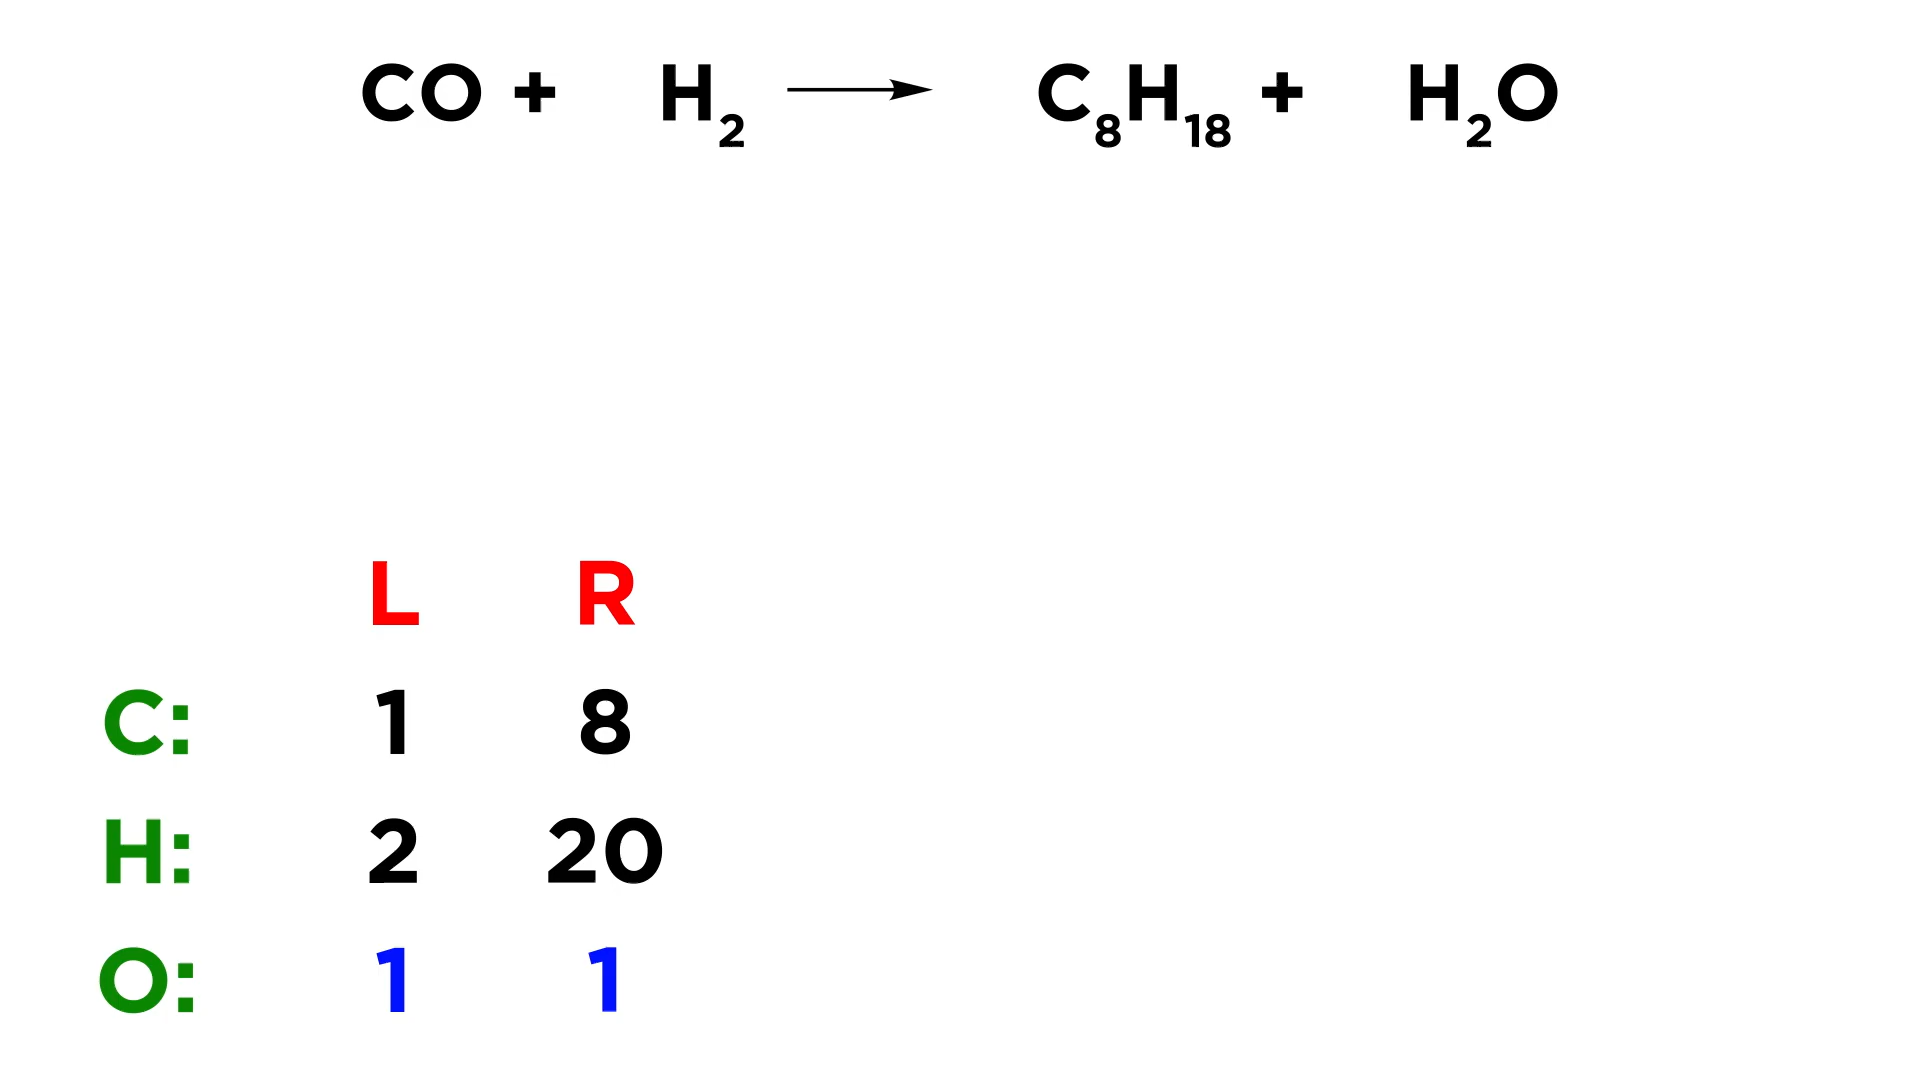 CO + H₂ ⟶ C₈H₁₈ + H₂O
L R
C: 1 8
H: 2 20
O: 1 1